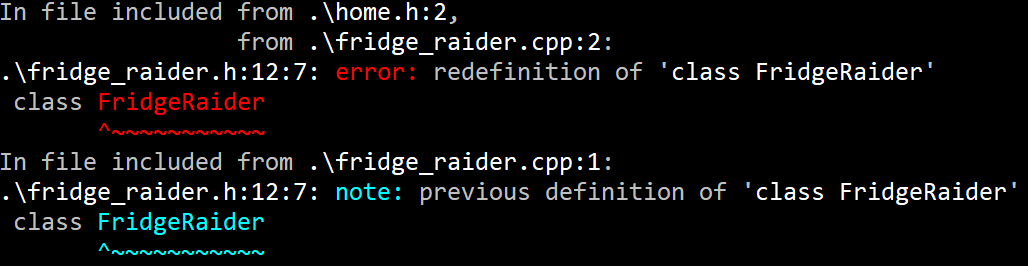 In file included from .\home.h:2,
                 from .\fridge_raider.cpp:2:
.\fridge_raider.h:12:7: error: redefinition of 'class FridgeRaider'
 class FridgeRaider
       ^~~~~~~~~~~~
In file included from .\fridge_raider.cpp:1:
.\fridge_raider.h:12:7: note: previous definition of 'class FridgeRaider'
 class FridgeRaider
       ^~~~~~~~~~~~